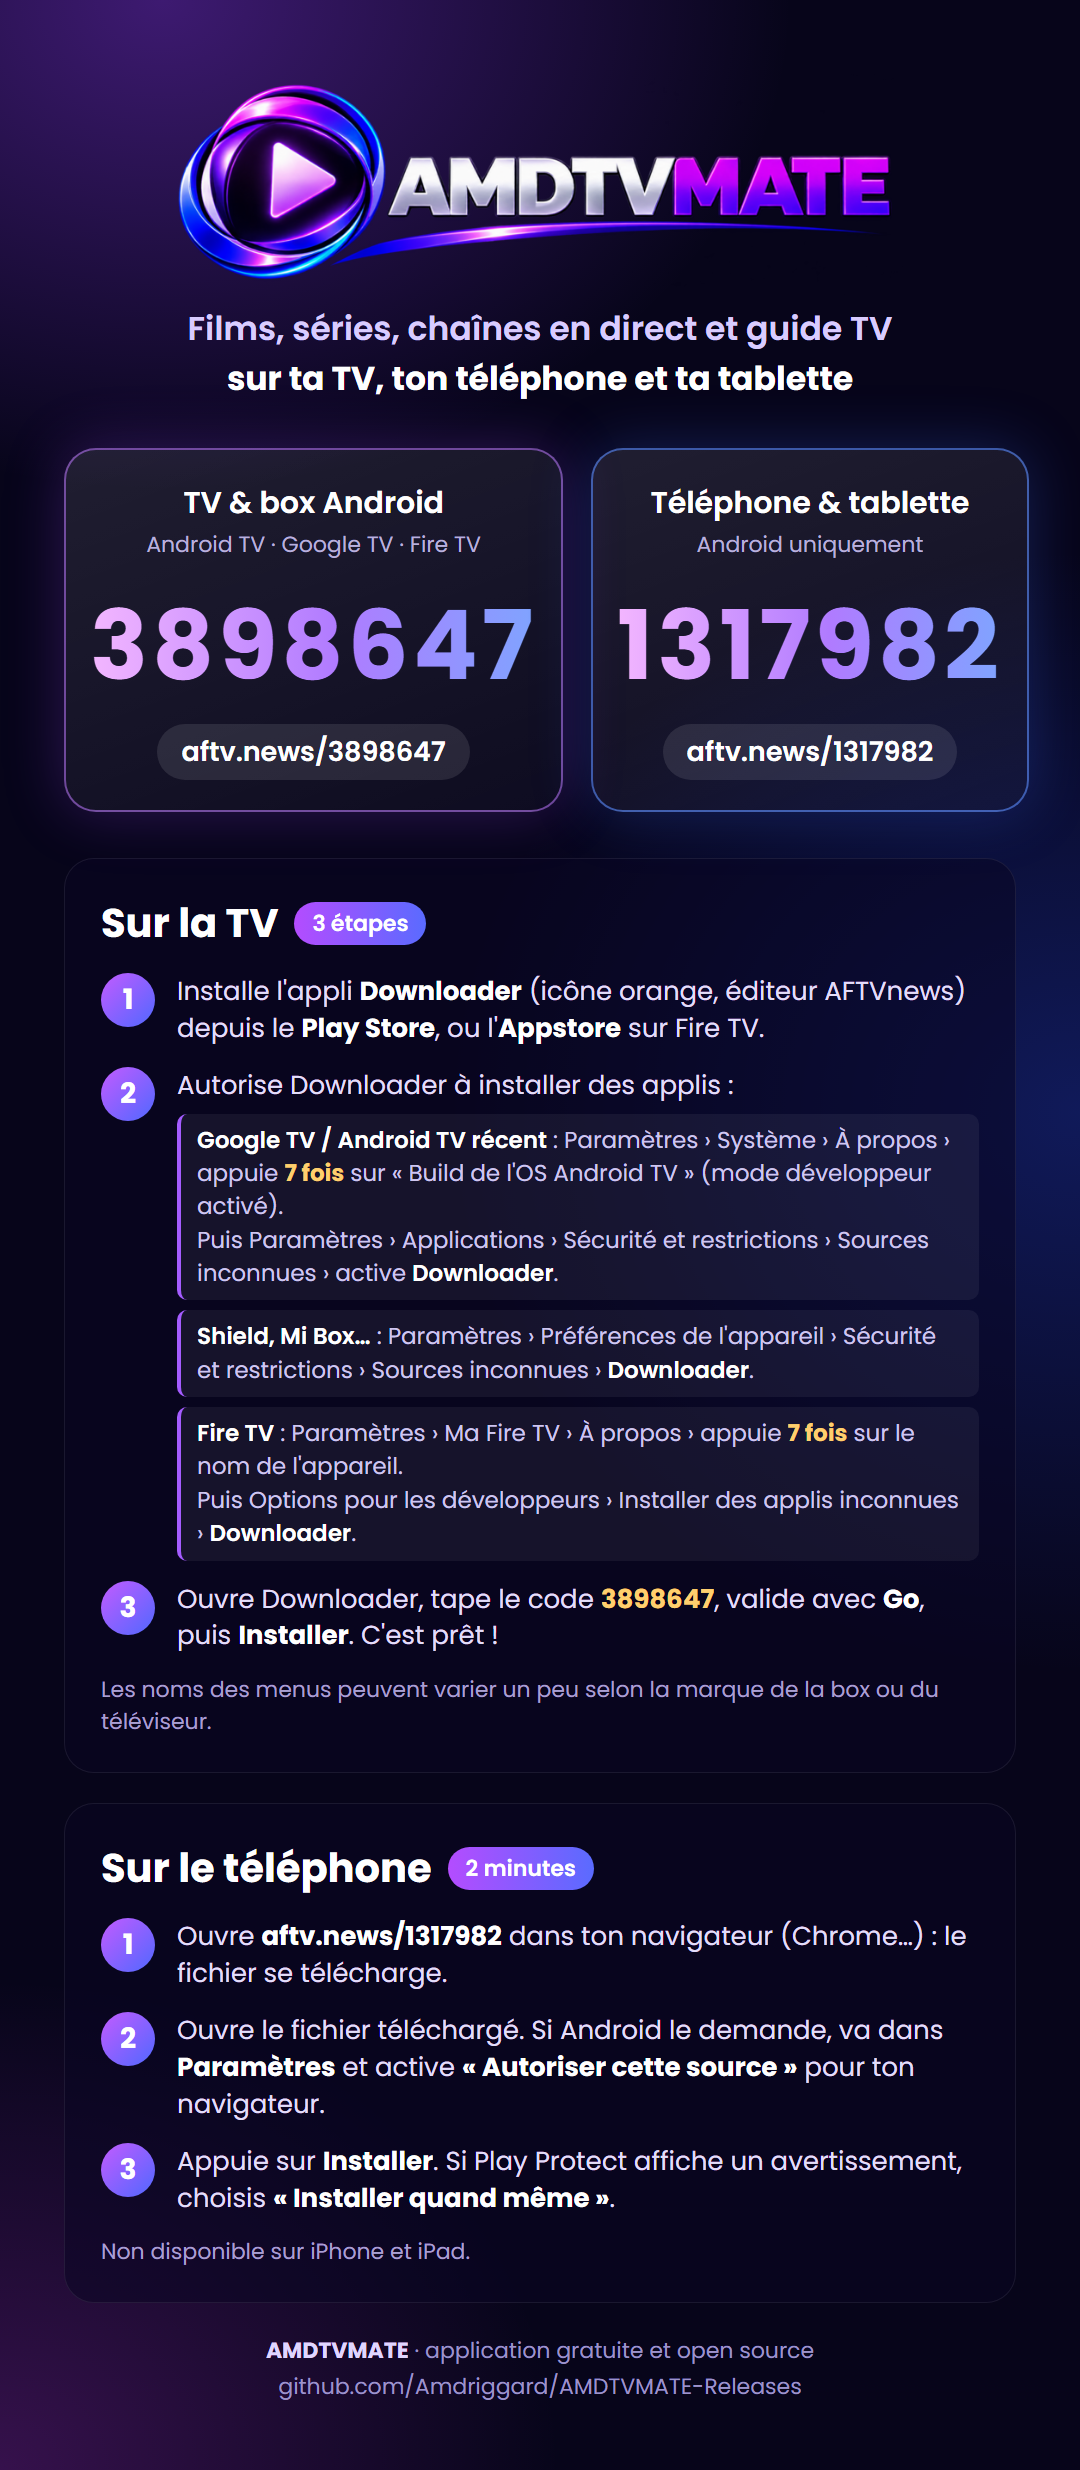 AMDTVMATE
Films, séries, chaînes en direct et guide TV
sur ta TV, ton téléphone et ta tablette
TV & box Android
Android TV · Google TV · Fire TV
3898647
aftv.news/3898647
Téléphone & tablette
Android uniquement
1317982
aftv.news/1317982
Sur la TV
3 étapes
1
Installe l'appli Downloader (icône orange, éditeur AFTVnews)
depuis le Play Store, ou l'Appstore sur Fire TV.
2
Autorise Downloader à installer des applis :
Google TV / Android TV récent : Paramètres › Système › À propos ›
appuie 7 fois sur « Build de l'OS Android TV » (mode développeur
activé).
Puis Paramètres › Applications › Sécurité et restrictions › Sources
inconnues › active Downloader.
Shield, Mi Box… : Paramètres › Préférences de l'appareil › Sécurité
et restrictions › Sources inconnues › Downloader.
Fire TV : Paramètres › Ma Fire TV › À propos › appuie 7 fois sur le
nom de l'appareil.
Puis Options pour les développeurs › Installer des applis inconnues
› Downloader.
3
Ouvre Downloader, tape le code 3898647, valide avec Go,
puis Installer. C'est prêt !
Les noms des menus peuvent varier un peu selon la marque de la box ou du
téléviseur.
Sur le téléphone
2 minutes
1
Ouvre aftv.news/1317982 dans ton navigateur (Chrome…) : le
fichier se télécharge.
2
Ouvre le fichier téléchargé. Si Android le demande, va dans
Paramètres et active « Autoriser cette source » pour ton
navigateur.
3
Appuie sur Installer. Si Play Protect affiche un avertissement,
choisis « Installer quand même ».
Non disponible sur iPhone et iPad.
AMDTVMATE · application gratuite et open source
github.com/Amdriggard/AMDTVMATE-Releases